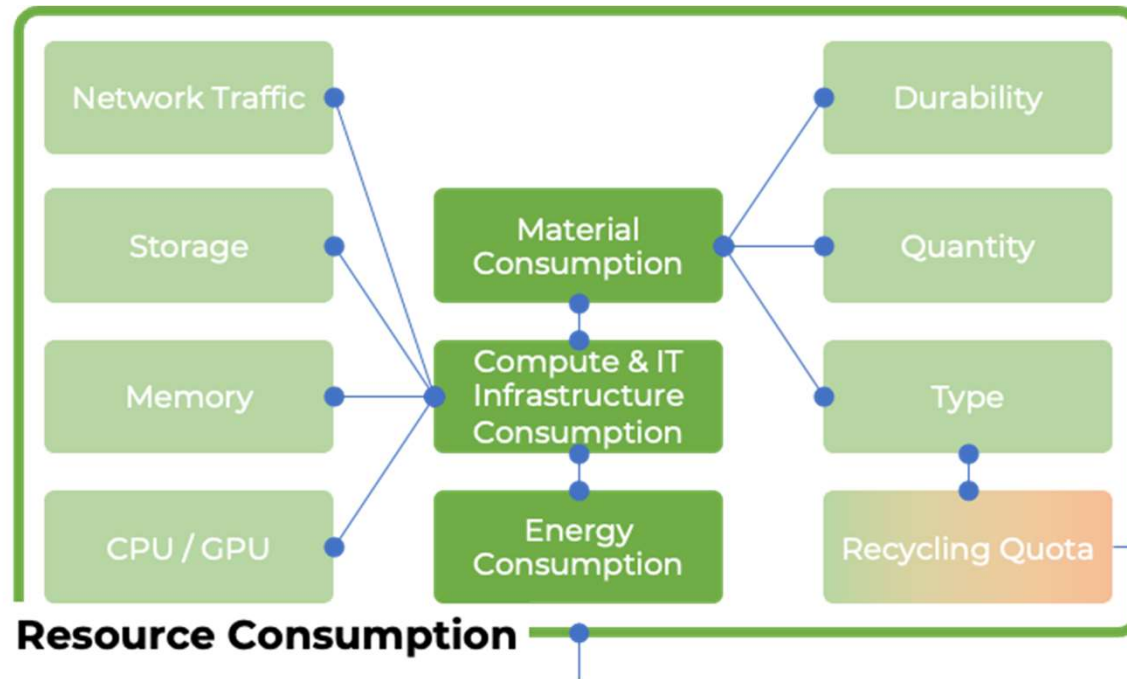 Network Traffic
Storage
Memory
CPU / GPU
Material
Consumption
Compute & IT
Infrastructure
Consumption
Energy
Consumption
Durability
Quantity
Type
Recycling Quota
Resource Consumption